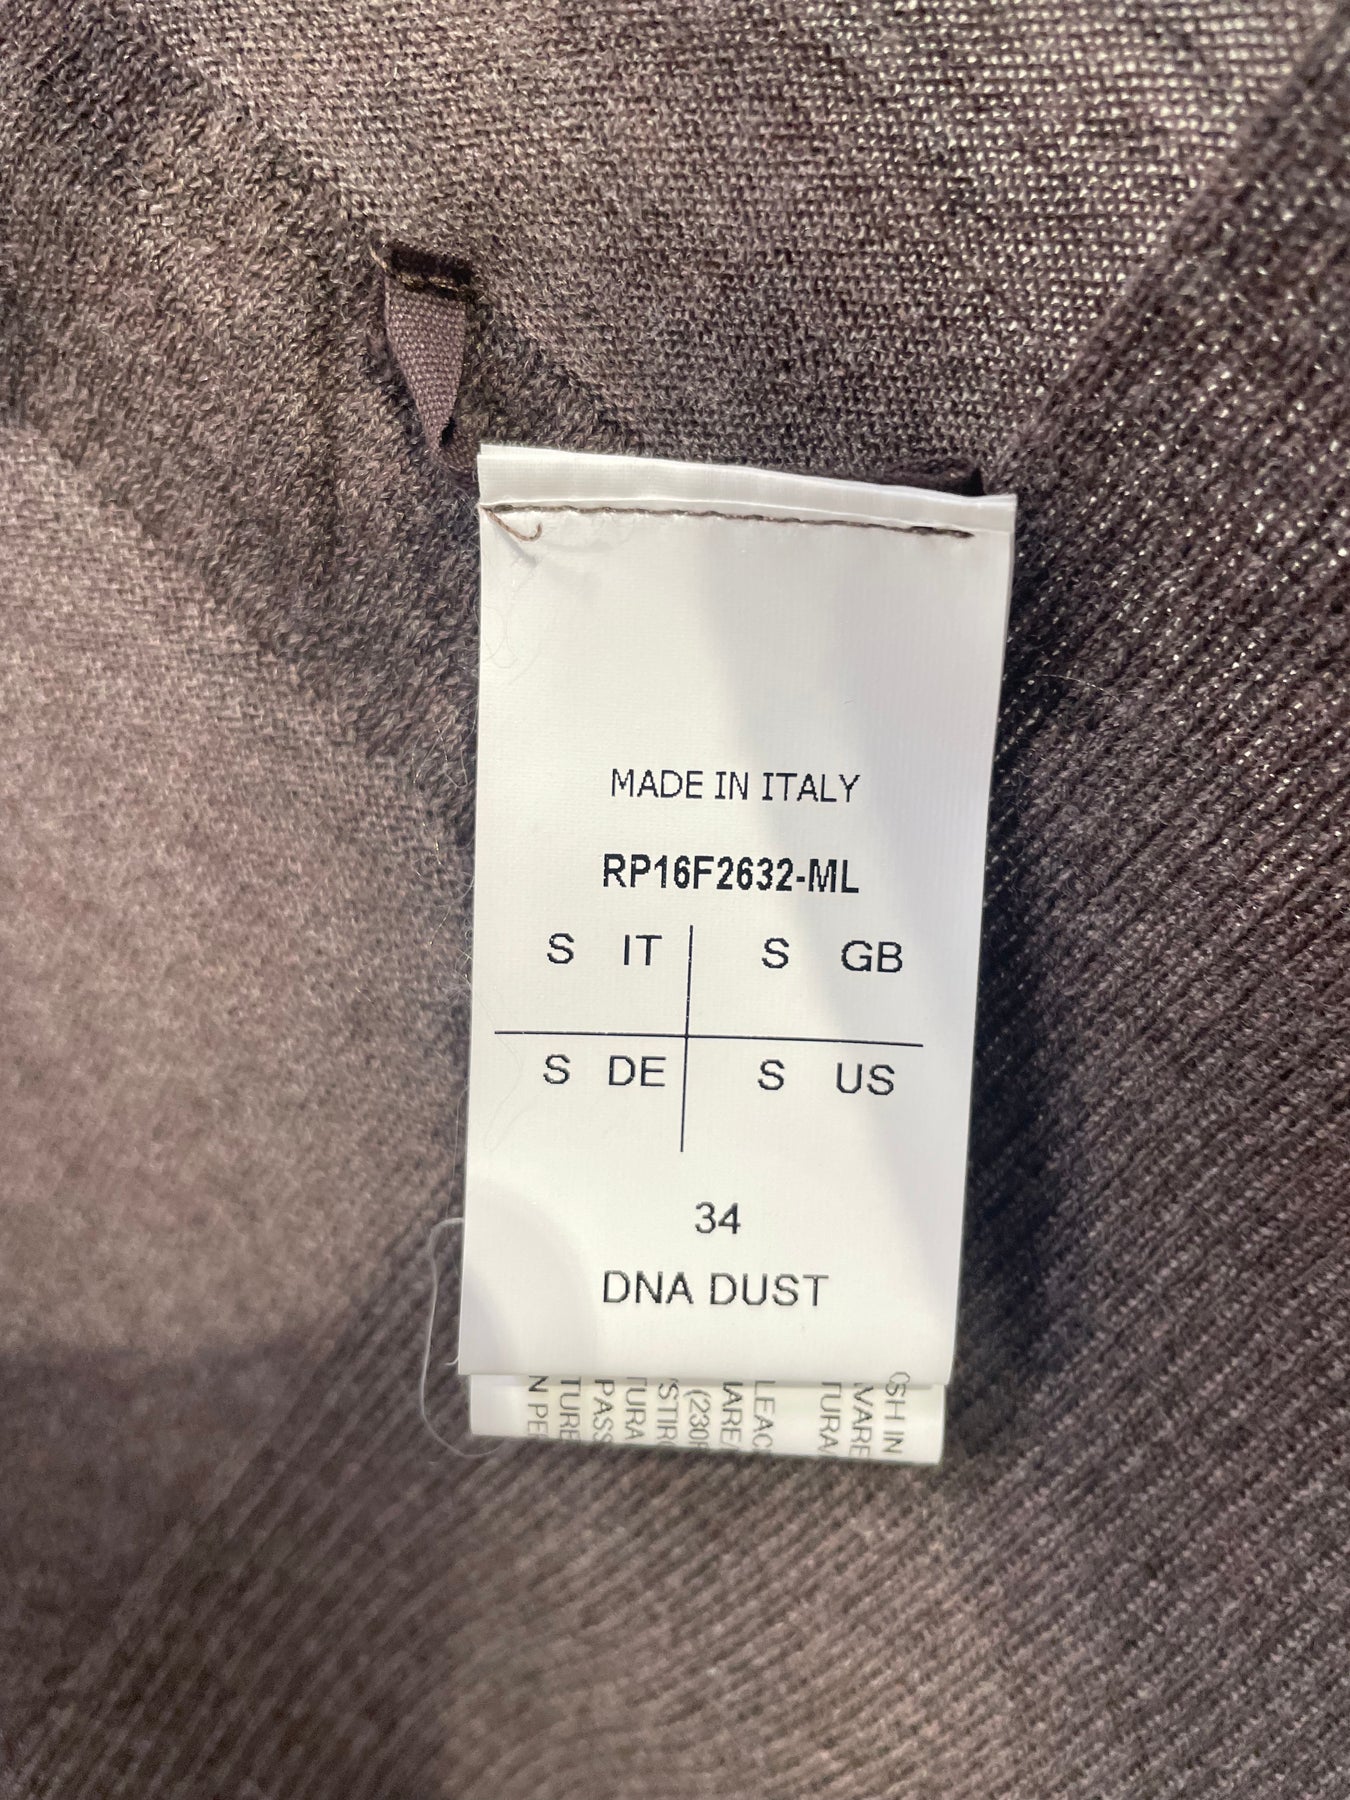 MADE IN ITALY
RP16F2632-ML
S IT S GB
S DE S US
34
DNA DUST